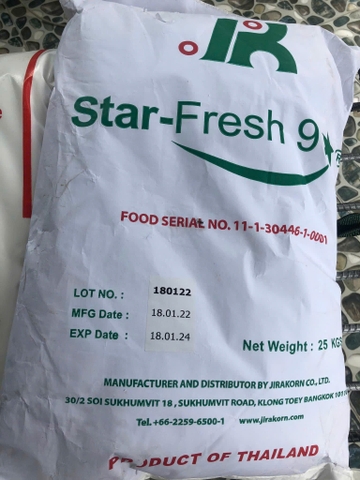 JK
Star-Fresh 9
FOOD SERIAL NO. 11-1-30446-1-0001
LOT NO. : 180122
MFG Date : 18.01.22
EXP Date : 18.01.24
Net Weight : 25 KGS
MANUFACTURER AND DISTRIBUTOR BY JIRAKORN CO., LTD.
30/2 SOI SUKHUMVIT 18 , SUKHUMVIT ROAD, KLONG TOEY BANGKOK
Tel.+66-2259-6500-1 www.jirakorn.com
PRODUCT OF THAILAND